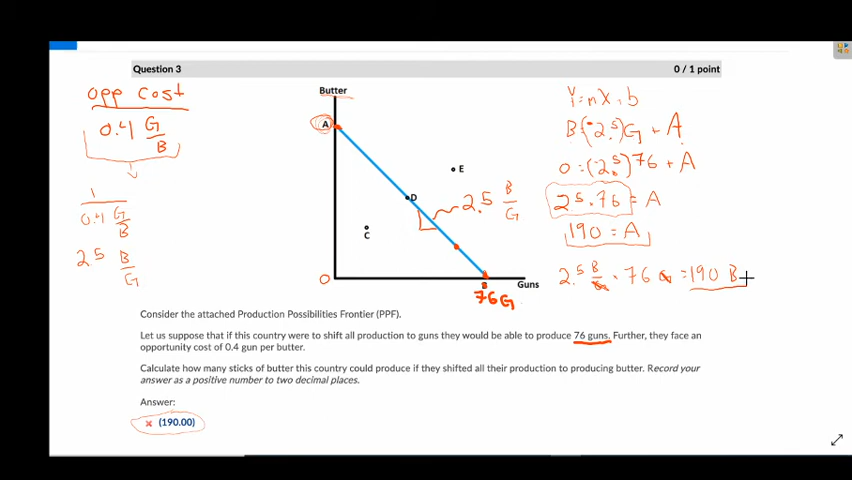 Question 3
0 / 1 point
opp cost
0.4 G/B
1
0.4 G/B
2.5 B/G
Butter
A
E
D
C
2.5 B/G
0
B
Guns
76 G
Y = mX + b
B = (-2.5)G + A
0 = (-2.5)76 + A
2.5 · 76 = A
190 = A
2.5 B/G · 76 G = 190 B
Consider the attached Production Possibilities Frontier (PPF).
Let us suppose that if this country were to shift all production to guns they would be able to produce 76 guns. Further, they face an
opportunity cost of 0.4 gun per butter.
Calculate how many sticks of butter this country could produce if they shifted all their production to producing butter. Record your
answer as a positive number to two decimal places.
Answer:
(190.00)